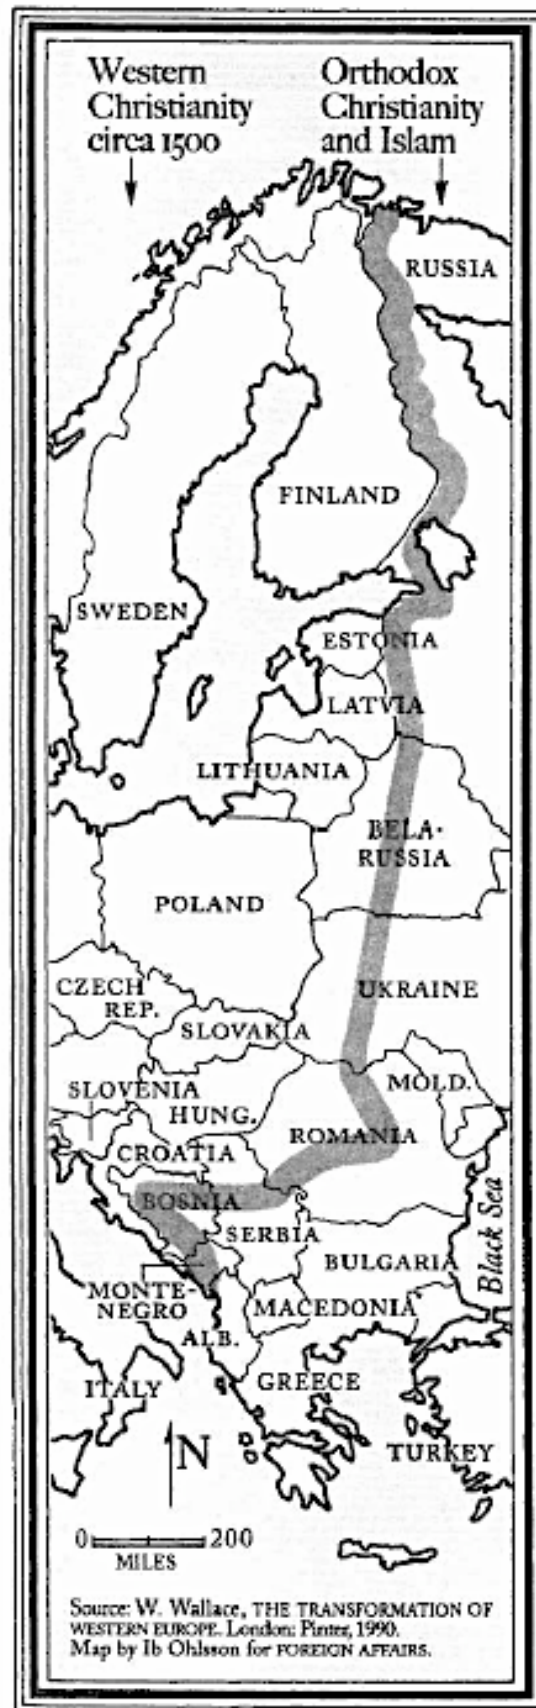 Western
Christianity
circa 1500
Orthodox
Christianity
and Islam
RUSSIA
FINLAND
SWEDEN
ESTONIA
LATVIA
LITHUANIA
BELA-
RUSSIA
POLAND
CZECH
REP.
UKRAINE
SLOVAKIA
SLOVENIA
HUNG.
MOLD.
ROMANIA
CROATIA
BOSNIA
SERBIA
BULGARIA
Black Sea
MONTE-
NEGRO
MACEDONIA
ALB.
ITALY
GREECE
TURKEY
N
0 200
MILES
Source: W. Wallace, THE TRANSFORMATION OF
WESTERN EUROPE. London: Pinter, 1990.
Map by Ib Ohlsson for FOREIGN AFFAIRS.